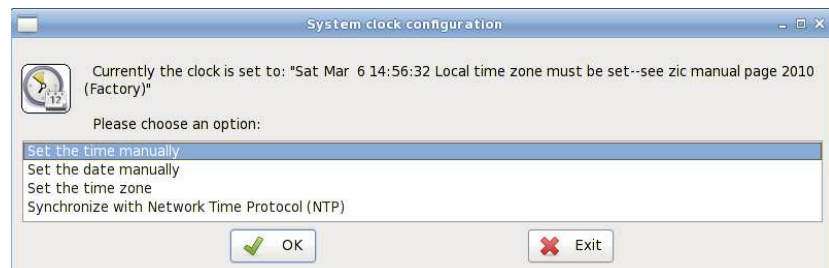 System clock configuration
Currently the clock is set to: "Sat Mar  6 14:56:32 Local time zone must be set--see zic manual page 2010
(Factory)"
Please choose an option:
Set the time manually
Set the date manually
Set the time zone
Synchronize with Network Time Protocol (NTP)
12
OK
Exit